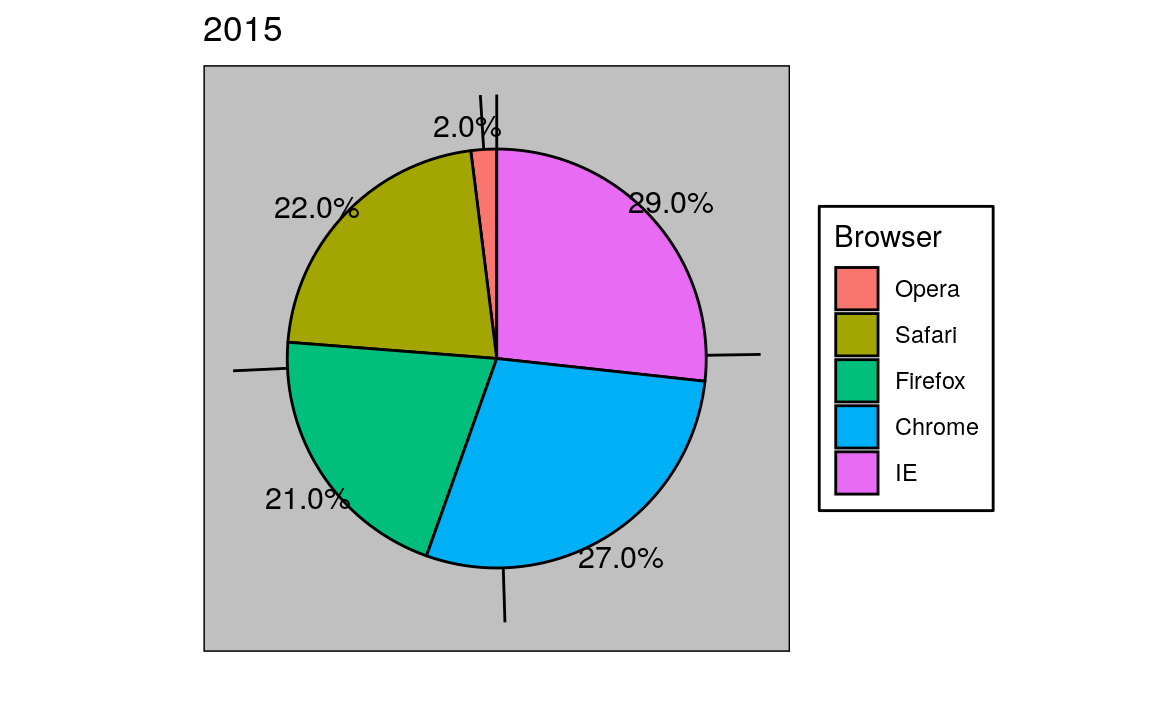 2015
2.0%
22.0%
29.0%
21.0%
27.0%
Browser
Opera
Safari
Firefox
Chrome
IE